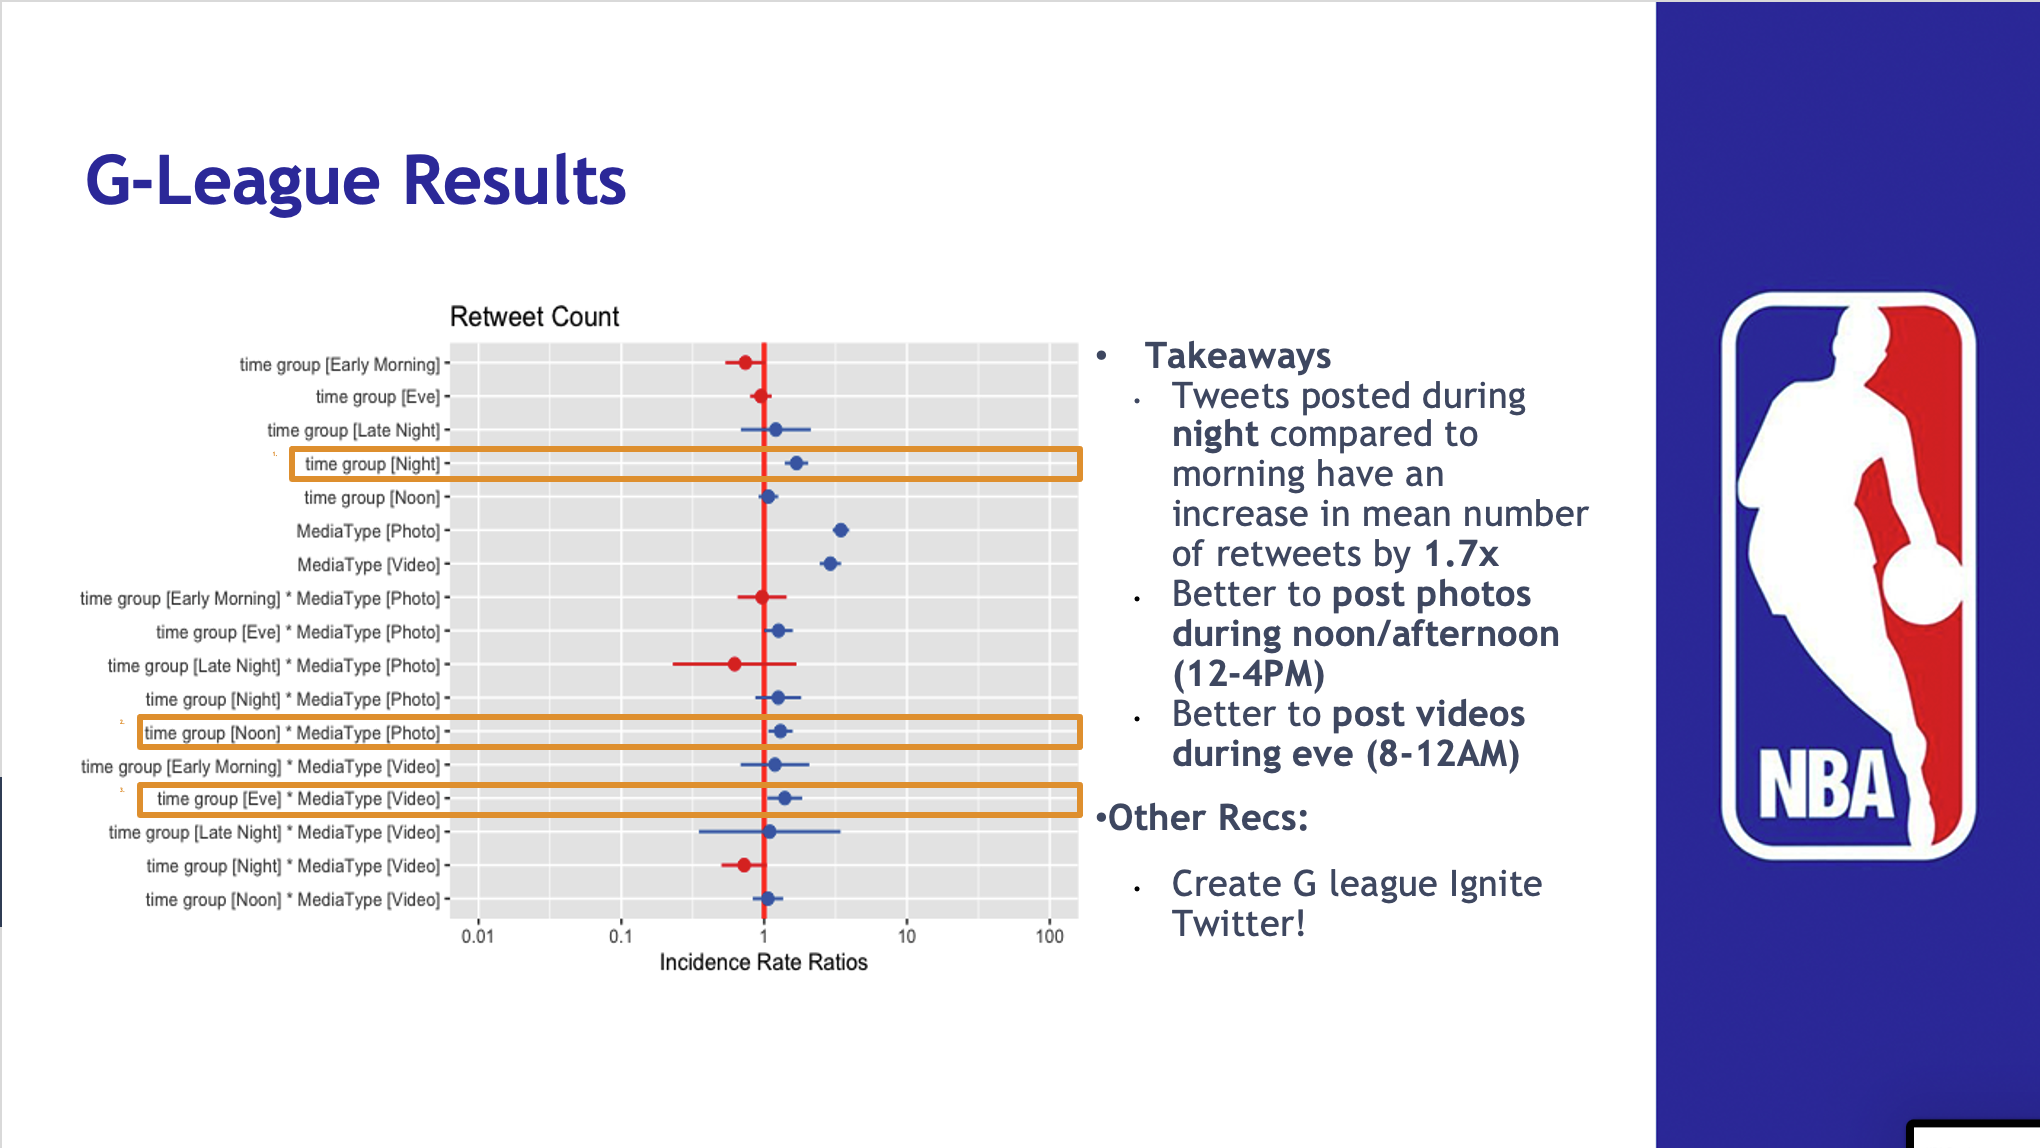 G-League Results
Retweet Count
time group [Early Morning]
time group [Eve]
time group [Late Night]
1.
time group [Night]
time group [Noon]
MediaType [Photo]
MediaType [Video]
time group [Early Morning] * MediaType [Photo]
time group [Eve] * MediaType [Photo]
time group [Late Night] * MediaType [Photo]
time group [Night] * MediaType [Photo]
2.
time group [Noon] * MediaType [Photo]
time group [Early Morning] * MediaType [Video]
3.
time group [Eve] * MediaType [Video]
time group [Late Night] * MediaType [Video]
time group [Night] * MediaType [Video]
time group [Noon] * MediaType [Video]
0.01 0.1 1 10 100
Incidence Rate Ratios
• Takeaways
• Tweets posted during
night compared to
morning have an
increase in mean number
of retweets by 1.7x
• Better to post photos
during noon/afternoon
(12-4PM)
• Better to post videos
during eve (8-12AM)
•Other Recs:
• Create G league Ignite
Twitter!
NBA